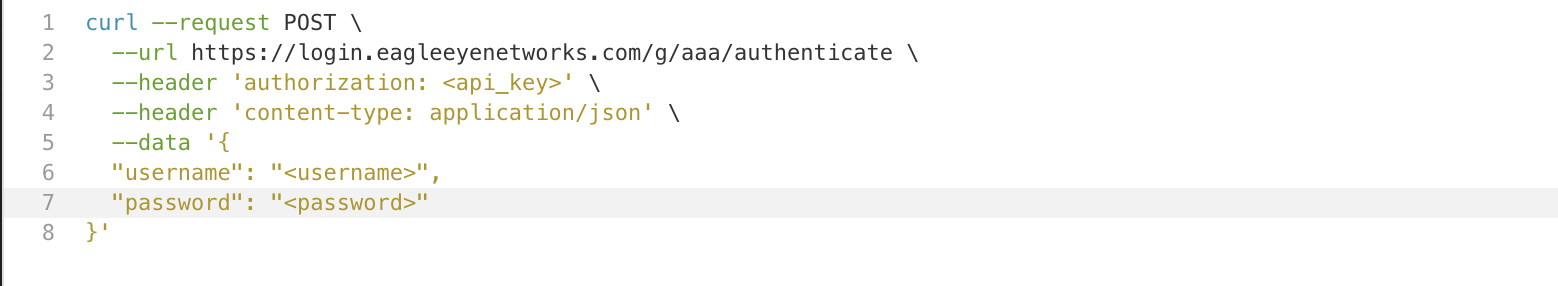 1 curl --request POST \
2 --url https://login.eagleeyenetworks.com/g/aaa/authenticate \
3 --header 'authorization: <api_key>' \
4 --header 'content-type: application/json' \
5 --data '{
6 "username": "<username>",
7 "password": "<password>"
8 }'